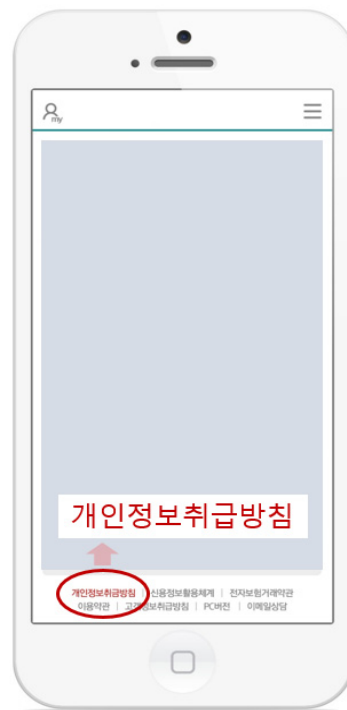 my
개인정보취급방침
개인정보취급방침 | 신용정보활용체계 | 전자보험거래약관
이용약관 | 고객정보취급방침 | PC버전 | 이메일상담